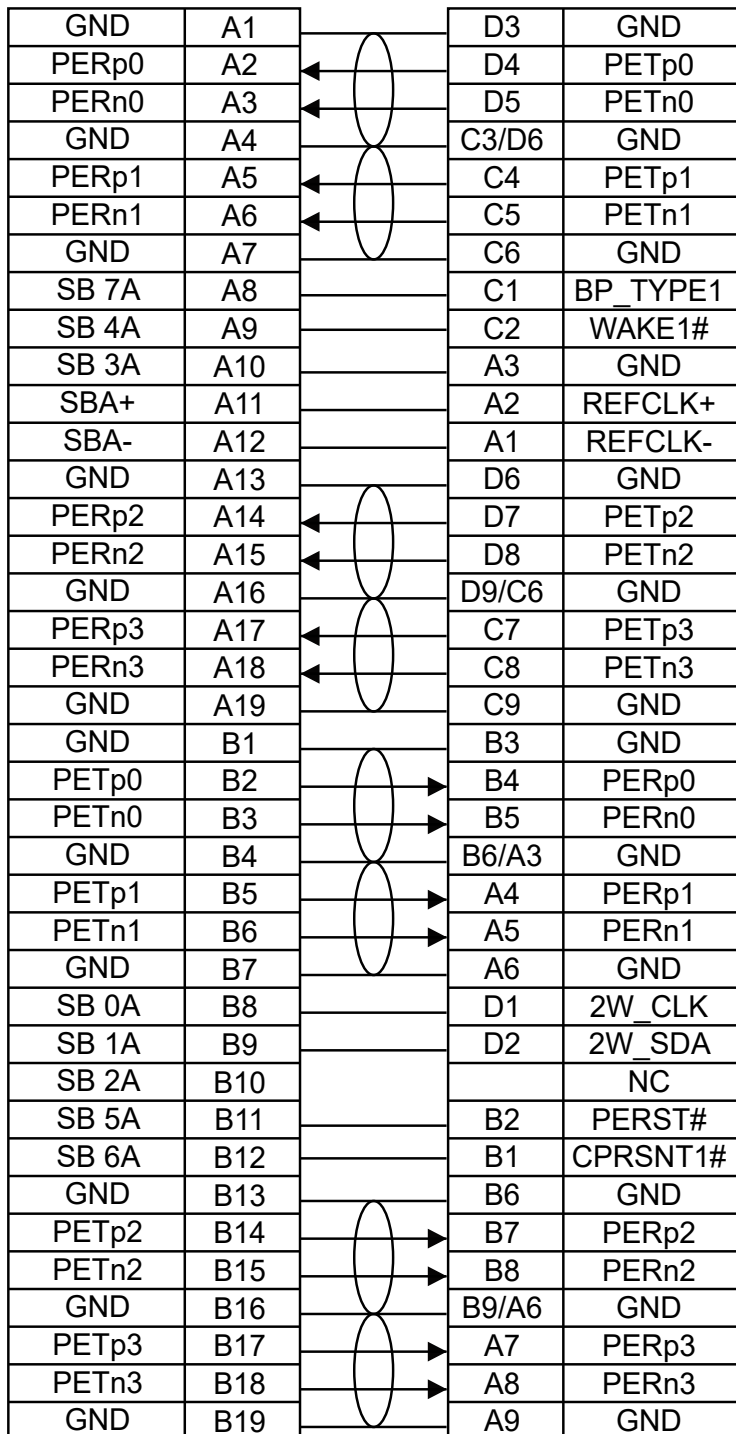 GND A1 D3 GND
PERp0 A2 D4 PETp0
PERn0 A3 D5 PETn0
GND A4 C3/D6 GND
PERp1 A5 C4 PETp1
PERn1 A6 C5 PETn1
GND A7 C6 GND
SB 7A A8 C1 BP_TYPE1
SB 4A A9 C2 WAKE1#
SB 3A A10 A3 GND
SBA+ A11 A2 REFCLK+
SBA- A12 A1 REFCLK-
GND A13 D6 GND
PERp2 A14 D7 PETp2
PERn2 A15 D8 PETn2
GND A16 D9/C6 GND
PERp3 A17 C7 PETp3
PERn3 A18 C8 PETn3
GND A19 C9 GND
GND B1 B3 GND
PETp0 B2 B4 PERp0
PETn0 B3 B5 PERn0
GND B4 B6/A3 GND
PETp1 B5 A4 PERp1
PETn1 B6 A5 PERn1
GND B7 A6 GND
SB 0A B8 D1 2W_CLK
SB 1A B9 D2 2W_SDA
SB 2A B10 NC
SB 5A B11 B2 PERST#
SB 6A B12 B1 CPRSNT1#
GND B13 B6 GND
PETp2 B14 B7 PERp2
PETn2 B15 B8 PERn2
GND B16 B9/A6 GND
PETp3 B17 A7 PERp3
PETn3 B18 A8 PERn3
GND B19 A9 GND